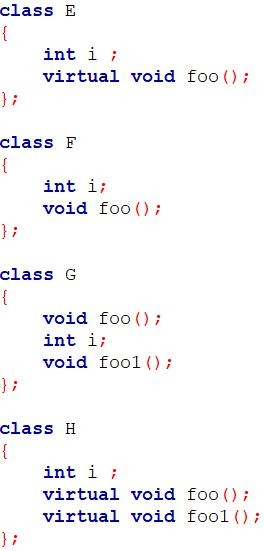 class E
{
    int i ;
    virtual void foo();
};

class F
{
    int i;
    void foo();
};

class G
{
    void foo();
    int i;
    void foo1();
};

class H
{
    int i ;
    virtual void foo();
    virtual void foo1();
};